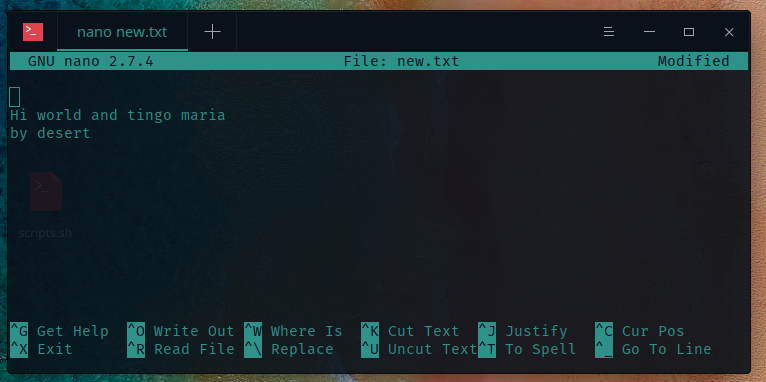 nano new.txt
GNU nano 2.7.4 File: new.txt Modified
Hi world and tingo maria
by desert
scripts.sh
^G Get Help ^O Write Out ^W Where Is ^K Cut Text ^J Justify ^C Cur Pos
^X Exit ^R Read File ^\ Replace ^U Uncut Text ^T To Spell ^_ Go To Line